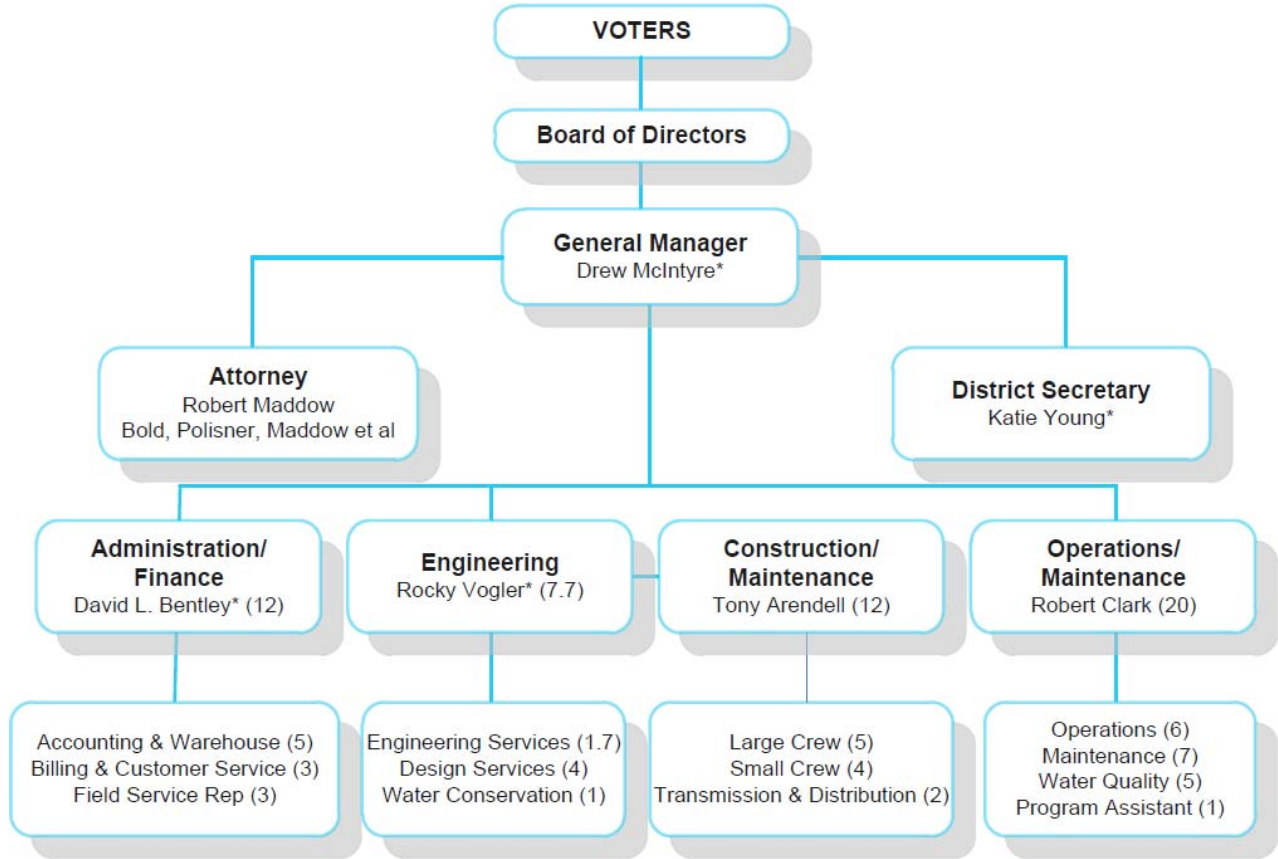 VOTERS
Board of Directors
General Manager
Drew McIntyre*
Attorney
Robert Maddow
Bold, Polisner, Maddow et al
District Secretary
Katie Young*
Administration/
Finance
David L. Bentley* (12)
Engineering
Rocky Vogler* (7.7)
Construction/
Maintenance
Tony Arendell (12)
Operations/
Maintenance
Robert Clark (20)
Accounting & Warehouse (5)
Billing & Customer Service (3)
Field Service Rep (3)
Engineering Services (1.7)
Design Services (4)
Water Conservation (1)
Large Crew (5)
Small Crew (4)
Transmission & Distribution (2)
Operations (6)
Maintenance (7)
Water Quality (5)
Program Assistant (1)